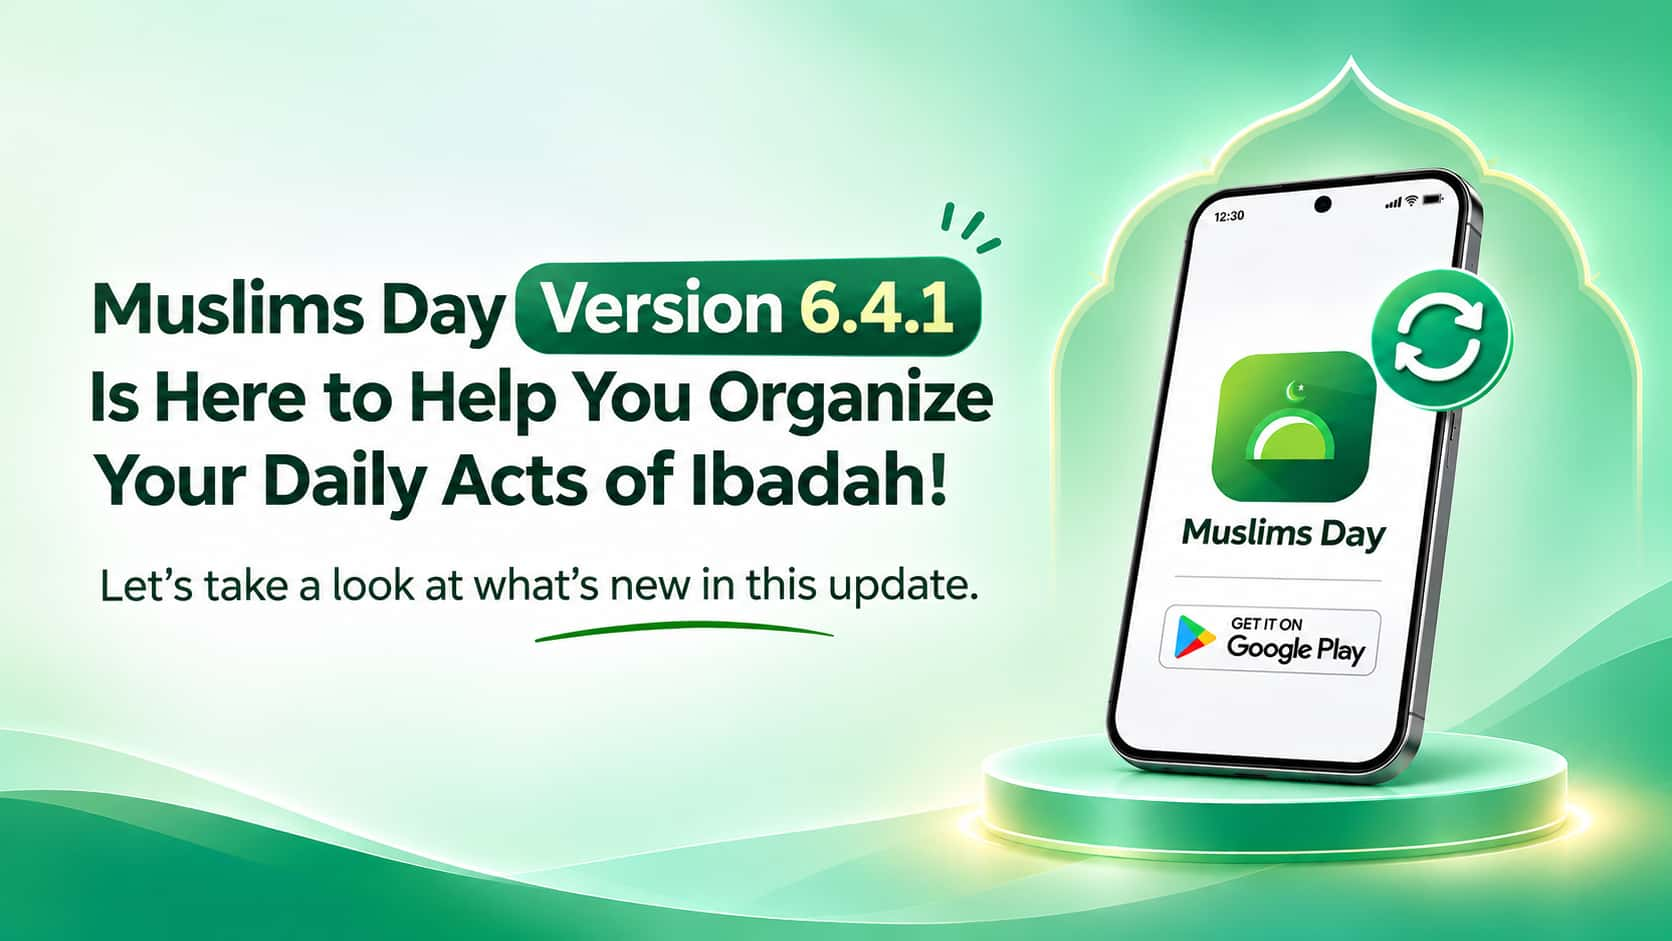 Muslims Day Version 6.4.1
Is Here to Help You Organize
Your Daily Acts of Ibadah!
Let's take a look at what's new in this update.
12:30
Muslims Day
GET IT ON
Google Play